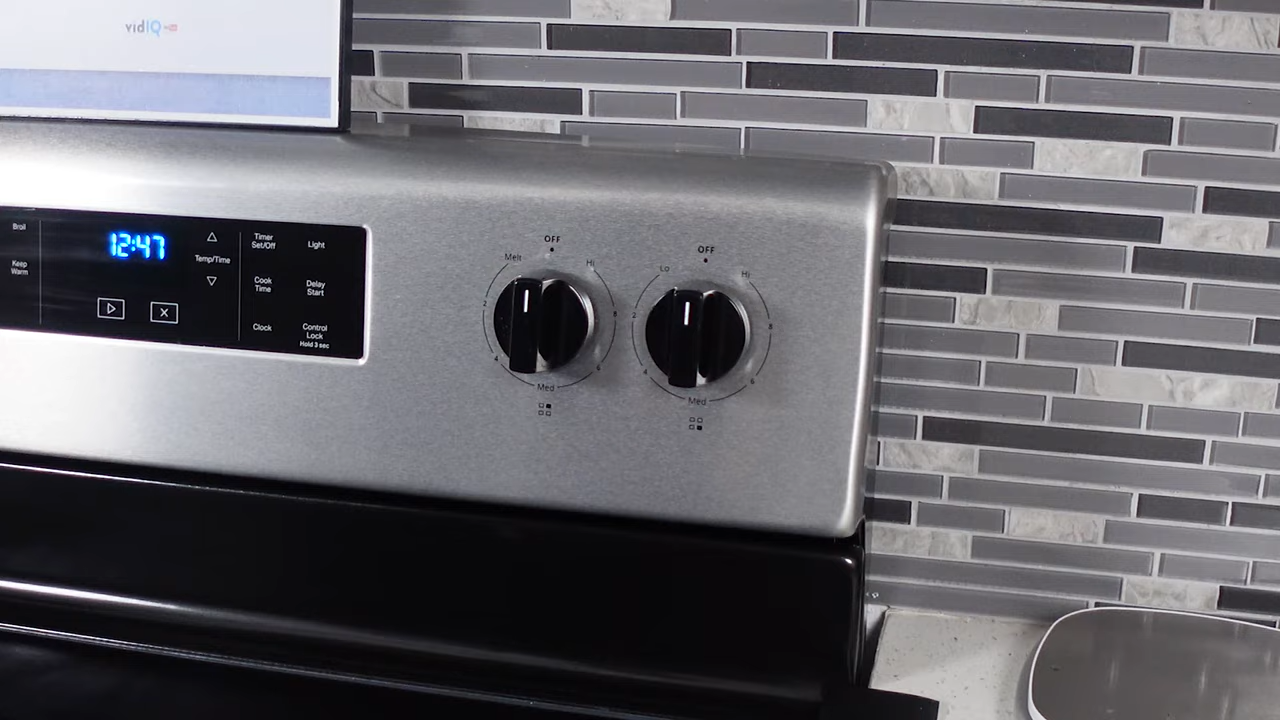 vidIQ
Broil
Keep
Warm
12:47
Temp/Time
Timer
Set/Off
Light
Cook
Time
Delay
Start
Clock
Control
Lock
Hold 3 sec
OFF
Melt
Hi
2
8
4
6
Med
OFF
Lo
Hi
2
8
4
6
Med